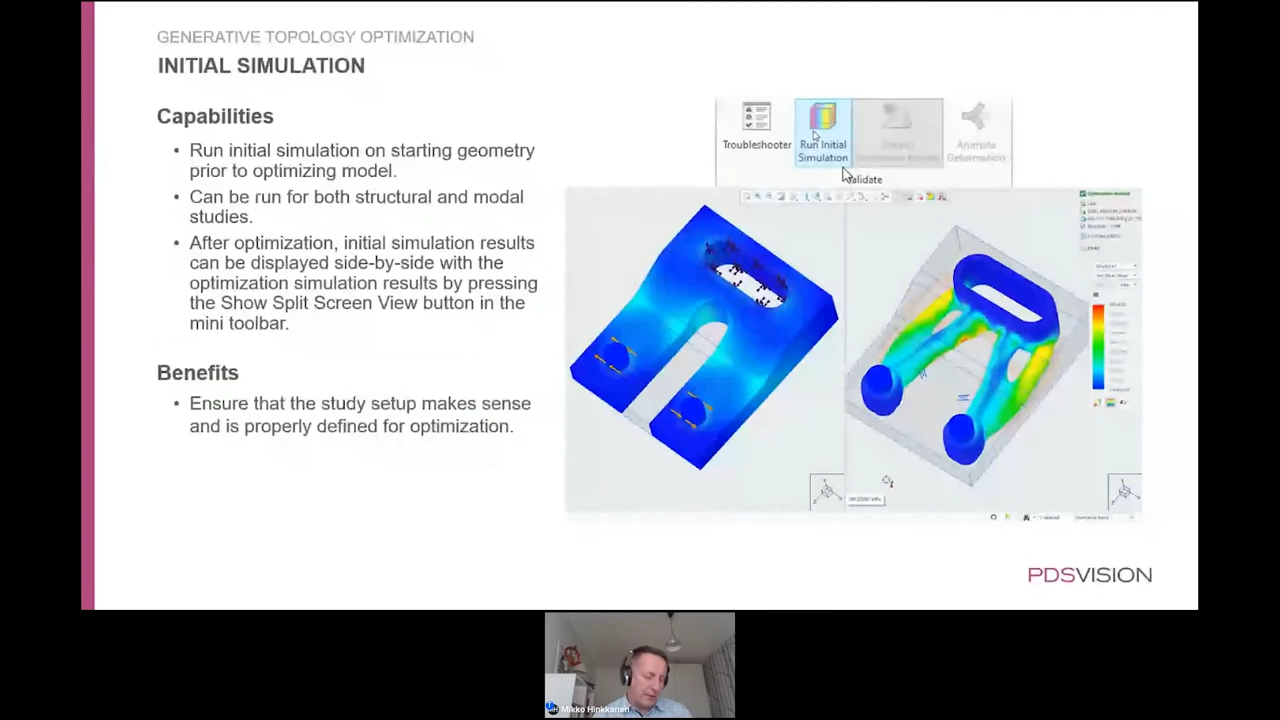 GENERATIVE TOPOLOGY OPTIMIZATION
INITIAL SIMULATION
Capabilities
• Run initial simulation on starting geometry
prior to optimizing model.
• Can be run for both structural and modal
studies.
• After optimization, initial simulation results
can be displayed side-by-side with the
optimization simulation results by pressing
the Show Split Screen View button in the
mini toolbar.
Benefits
• Ensure that the study setup makes sense
and is properly defined for optimization.
Troubleshooter
Run Initial
Simulation
Animate
Deformation
Validate
PDSVISION
Mikko Hinkkanen